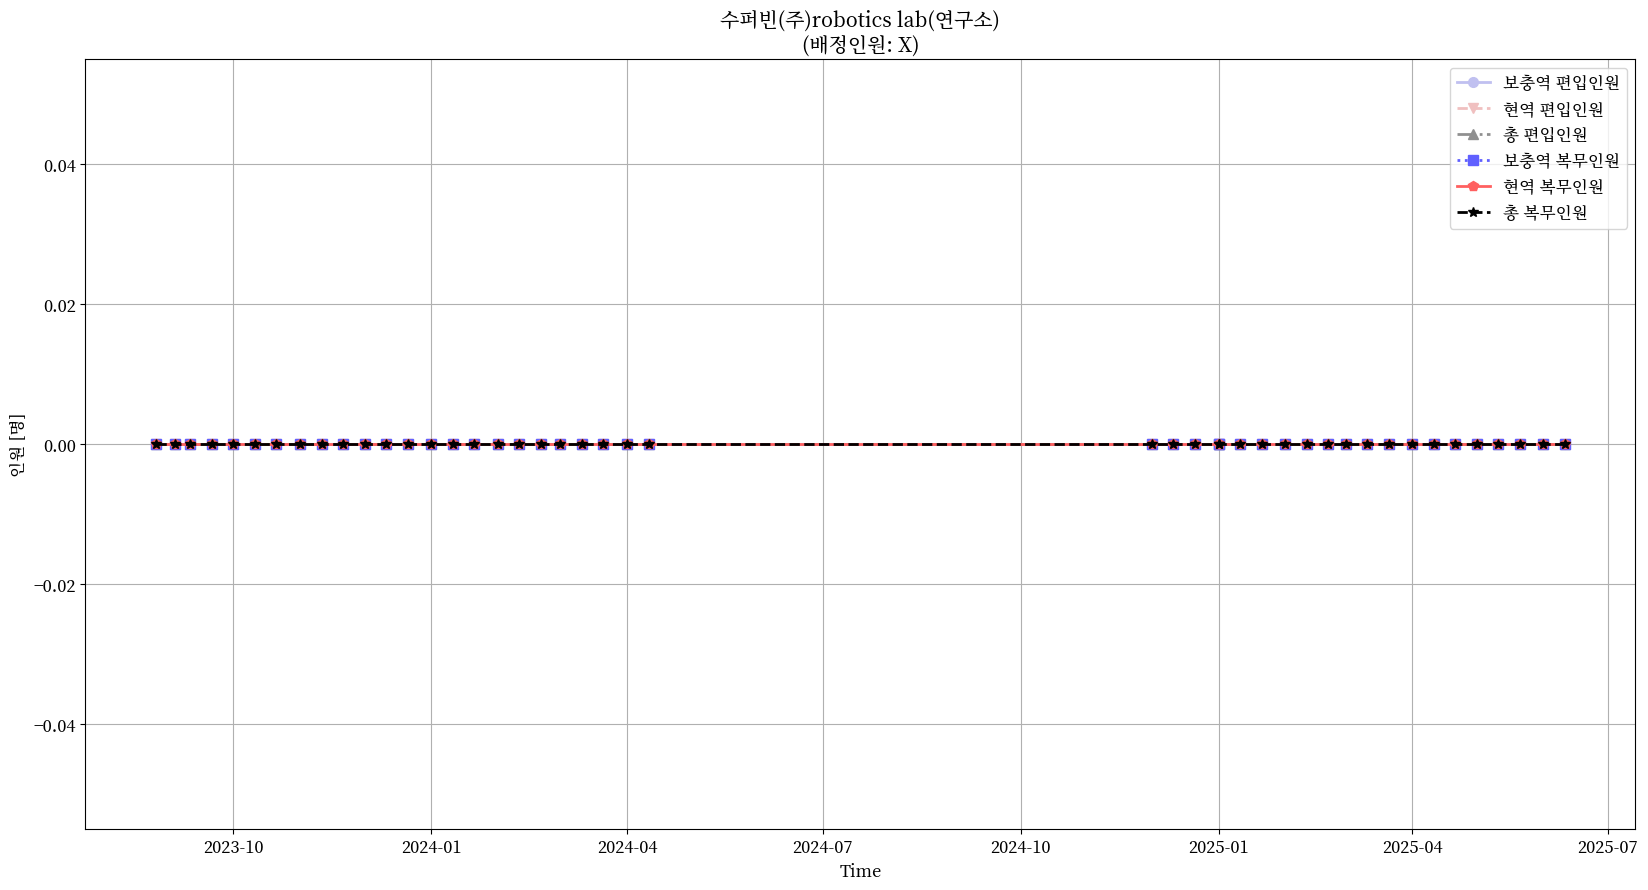 수퍼빈(주)robotics lab(연구소)
(배정인원: X)
보충역 편입인원
현역 편입인원
총 편입인원
보충역 복무인원
현역 복무인원
총 복무인원
인원 [명]
0.04
0.02
0.00
−0.02
−0.04
2023-10
2024-01
2024-04
2024-07
2024-10
2025-01
2025-04
2025-07
Time